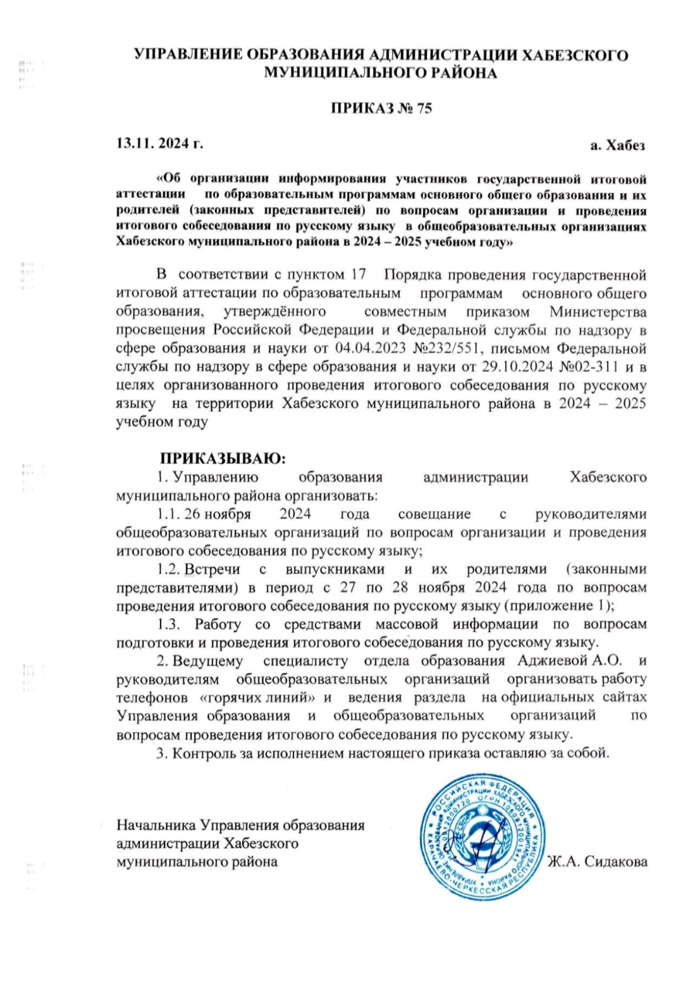 УПРАВЛЕНИЕ ОБРАЗОВАНИЯ АДМИНИСТРАЦИИ ХАБЕЗСКОГО
МУНИЦИПАЛЬНОГО РАЙОНА
ПРИКАЗ № 75
13.11. 2024 г. а. Хабез
«Об организации информирования участников государственной итоговой
аттестации по образовательным программам основного общего образования и их
родителей (законных представителей) по вопросам организации и проведения
итогового собеседования по русскому языку в общеобразовательных организациях
Хабезского муниципального района в 2024 – 2025 учебном году»
В соответствии с пунктом 17 Порядка проведения государственной
итоговой аттестации по образовательным программам основного общего
образования, утверждённого совместным приказом Министерства
просвещения Российской Федерации и Федеральной службы по надзору в
сфере образования и науки от 04.04.2023 №232/551, письмом Федеральной
службы по надзору в сфере образования и науки от 29.10.2024 №02-311 и в
целях организованного проведения итогового собеседования по русскому
языку на территории Хабезского муниципального района в 2024 – 2025
учебном году
ПРИКАЗЫВАЮ:
1. Управлению образования администрации Хабезского
муниципального района организовать:
1.1. 26 ноября 2024 года совещание с руководителями
общеобразовательных организаций по вопросам организации и проведения
итогового собеседования по русскому языку;
1.2. Встречи с выпускниками и их родителями (законными
представителями) в период с 27 по 28 ноября 2024 года по вопросам
проведения итогового собеседования по русскому языку (приложение 1);
1.3. Работу со средствами массовой информации по вопросам
подготовки и проведения итогового собеседования по русскому языку.
2. Ведущему специалисту отдела образования Аджиевой А.О. и
руководителям общеобразовательных организаций организовать работу
телефонов «горячих линий» и ведения раздела на официальных сайтах
Управления образования и общеобразовательных организаций по
вопросам проведения итогового собеседования по русскому языку.
3. Контроль за исполнением настоящего приказа оставляю за собой.
Начальника Управления образования
администрации Хабезского
муниципального района Ж.А. Сидакова
РОССИЙСКАЯ ФЕДЕРАЦИЯ
КАРАЧАЕВО-ЧЕРКЕССКАЯ РЕСПУБЛИКА
УПРАВЛЕНИЕ ОБРАЗОВАНИЯ АДМИНИСТРАЦИИ ХАБЕЗСКОГО МУНИЦИПАЛЬНОГО РАЙОНА
ОГРН 1060912001941